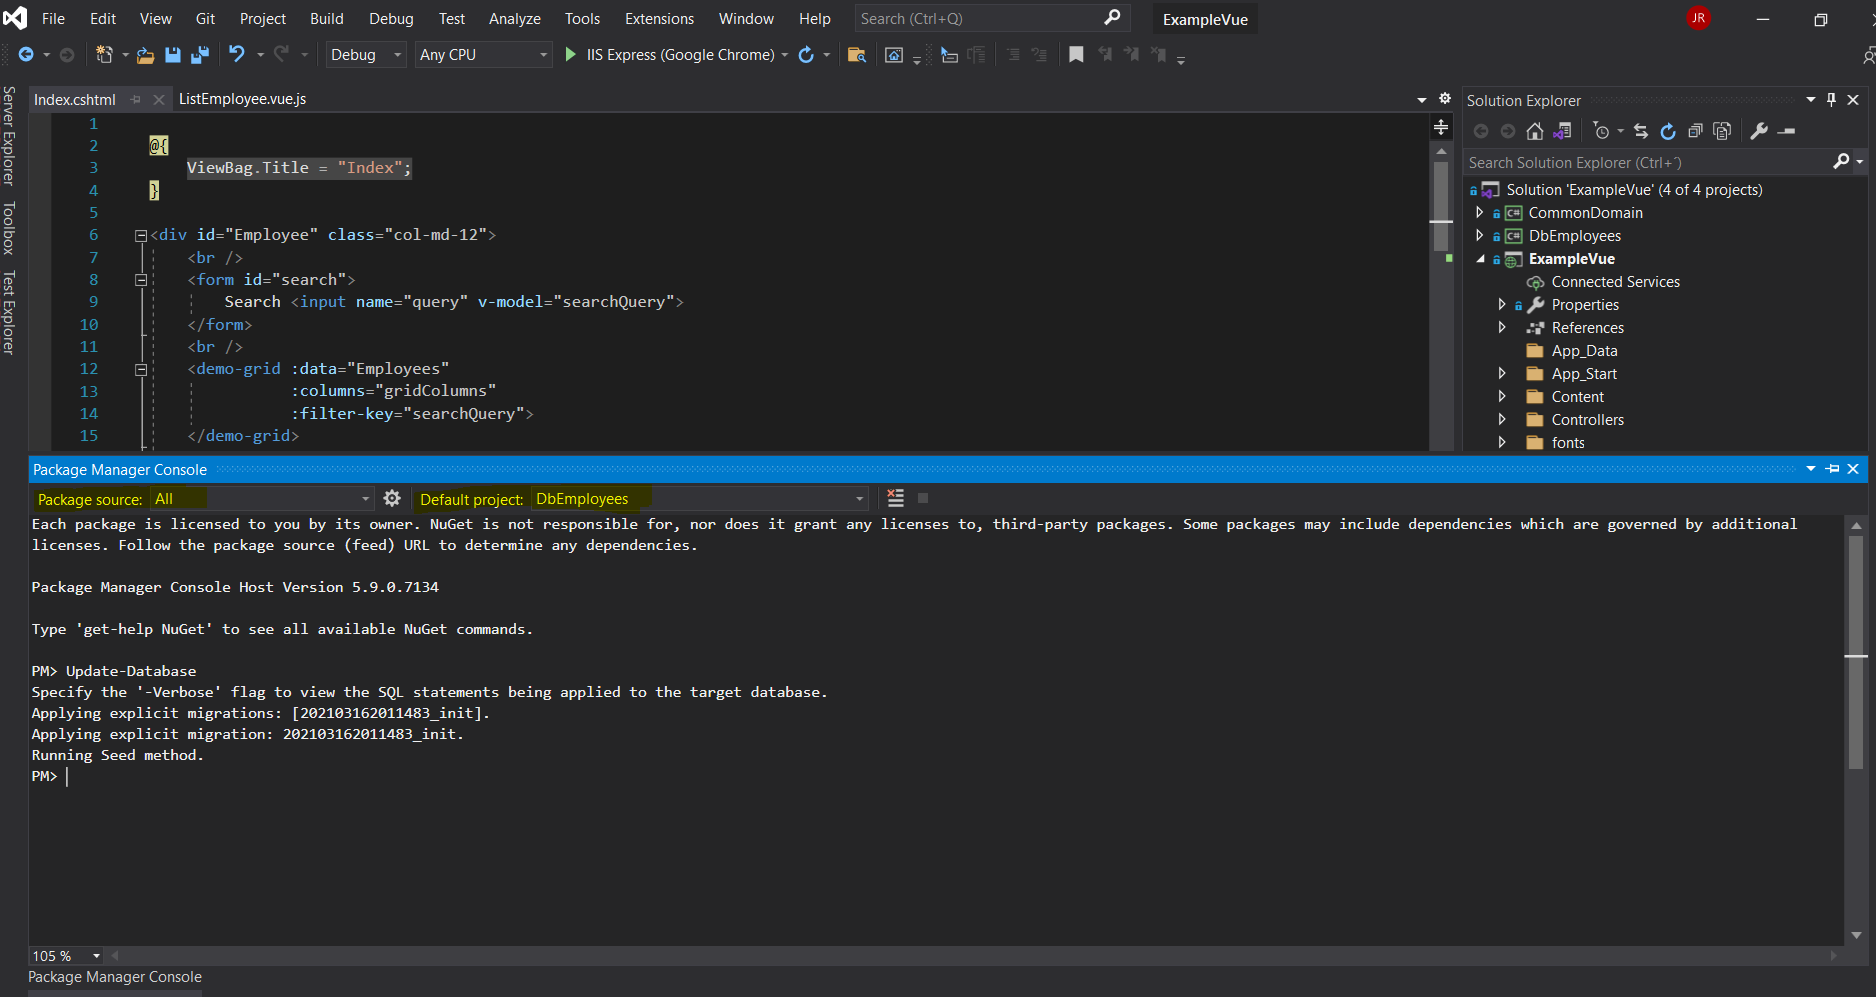 File Edit View Git Project Build Debug Test Analyze Tools Extensions Window Help Search (Ctrl+Q) ExampleVue JR
Debug Any CPU IIS Express (Google Chrome)
Server Explorer
Toolbox
Test Explorer
Index.cshtml ListEmployee.vue.js
1
2 @{
3 ViewBag.Title = "Index";
4 }
5
6 <div id="Employee" class="col-md-12">
7 <br />
8 <form id="search">
9 Search <input name="query" v-model="searchQuery">
10 </form>
11 <br />
12 <demo-grid :data="Employees"
13 :columns="gridColumns"
14 :filter-key="searchQuery">
15 </demo-grid>
Solution Explorer
Search Solution Explorer (Ctrl+´)
Solution 'ExampleVue' (4 of 4 projects)
C# CommonDomain
C# DbEmployees
ExampleVue
Connected Services
Properties
References
App_Data
App_Start
Content
Controllers
fonts
Package Manager Console
Package source: All Default project: DbEmployees
Each package is licensed to you by its owner. NuGet is not responsible for, nor does it grant any licenses to, third-party packages. Some packages may include dependencies which are governed by additional
licenses. Follow the package source (feed) URL to determine any dependencies.
Package Manager Console Host Version 5.9.0.7134
Type 'get-help NuGet' to see all available NuGet commands.
PM> Update-Database
Specify the '-Verbose' flag to view the SQL statements being applied to the target database.
Applying explicit migrations: [202103162011483_init].
Applying explicit migration: 202103162011483_init.
Running Seed method.
PM>
105 %
Package Manager Console